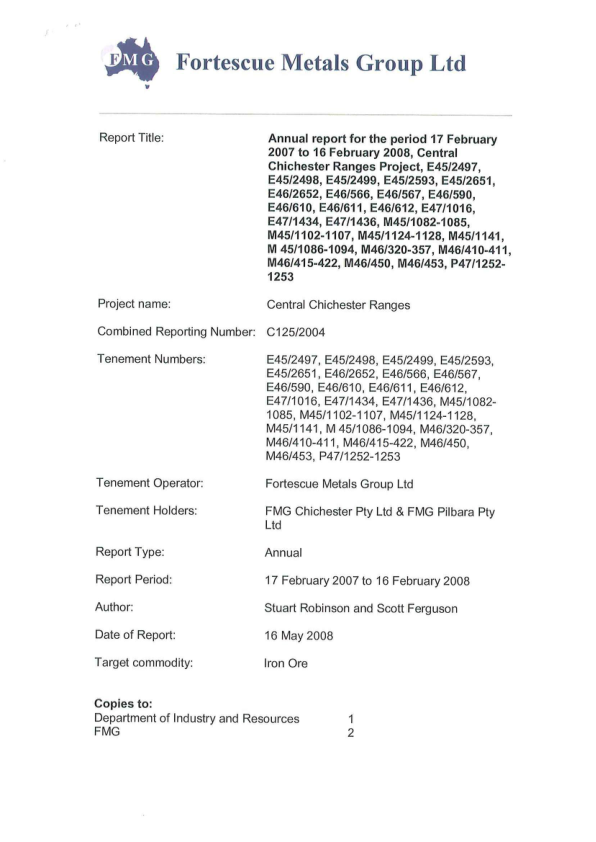 FMG Fortescue Metals Group Ltd
Report Title: Annual report for the period 17 February
2007 to 16 February 2008, Central
Chichester Ranges Project, E45/2497,
E45/2498, E45/2499, E45/2593, E45/2651,
E46/2652, E46/566, E46/567, E46/590,
E46/610, E46/611, E46/612, E47/1016,
E47/1434, E47/1436, M45/1082-1085,
M45/1102-1107, M45/1124-1128, M45/1141,
M 45/1086-1094, M46/320-357, M46/410-411,
M46/415-422, M46/450, M46/453, P47/1252-
1253
Project name: Central Chichester Ranges
Combined Reporting Number: C125/2004
Tenement Numbers: E45/2497, E45/2498, E45/2499, E45/2593,
E45/2651, E46/2652, E46/566, E46/567,
E46/590, E46/610, E46/611, E46/612,
E47/1016, E47/1434, E47/1436, M45/1082-
1085, M45/1102-1107, M45/1124-1128,
M45/1141, M 45/1086-1094, M46/320-357,
M46/410-411, M46/415-422, M46/450,
M46/453, P47/1252-1253
Tenement Operator: Fortescue Metals Group Ltd
Tenement Holders: FMG Chichester Pty Ltd & FMG Pilbara Pty
Ltd
Report Type: Annual
Report Period: 17 February 2007 to 16 February 2008
Author: Stuart Robinson and Scott Ferguson
Date of Report: 16 May 2008
Target commodity: Iron Ore
Copies to:
Department of Industry and Resources 1
FMG 2